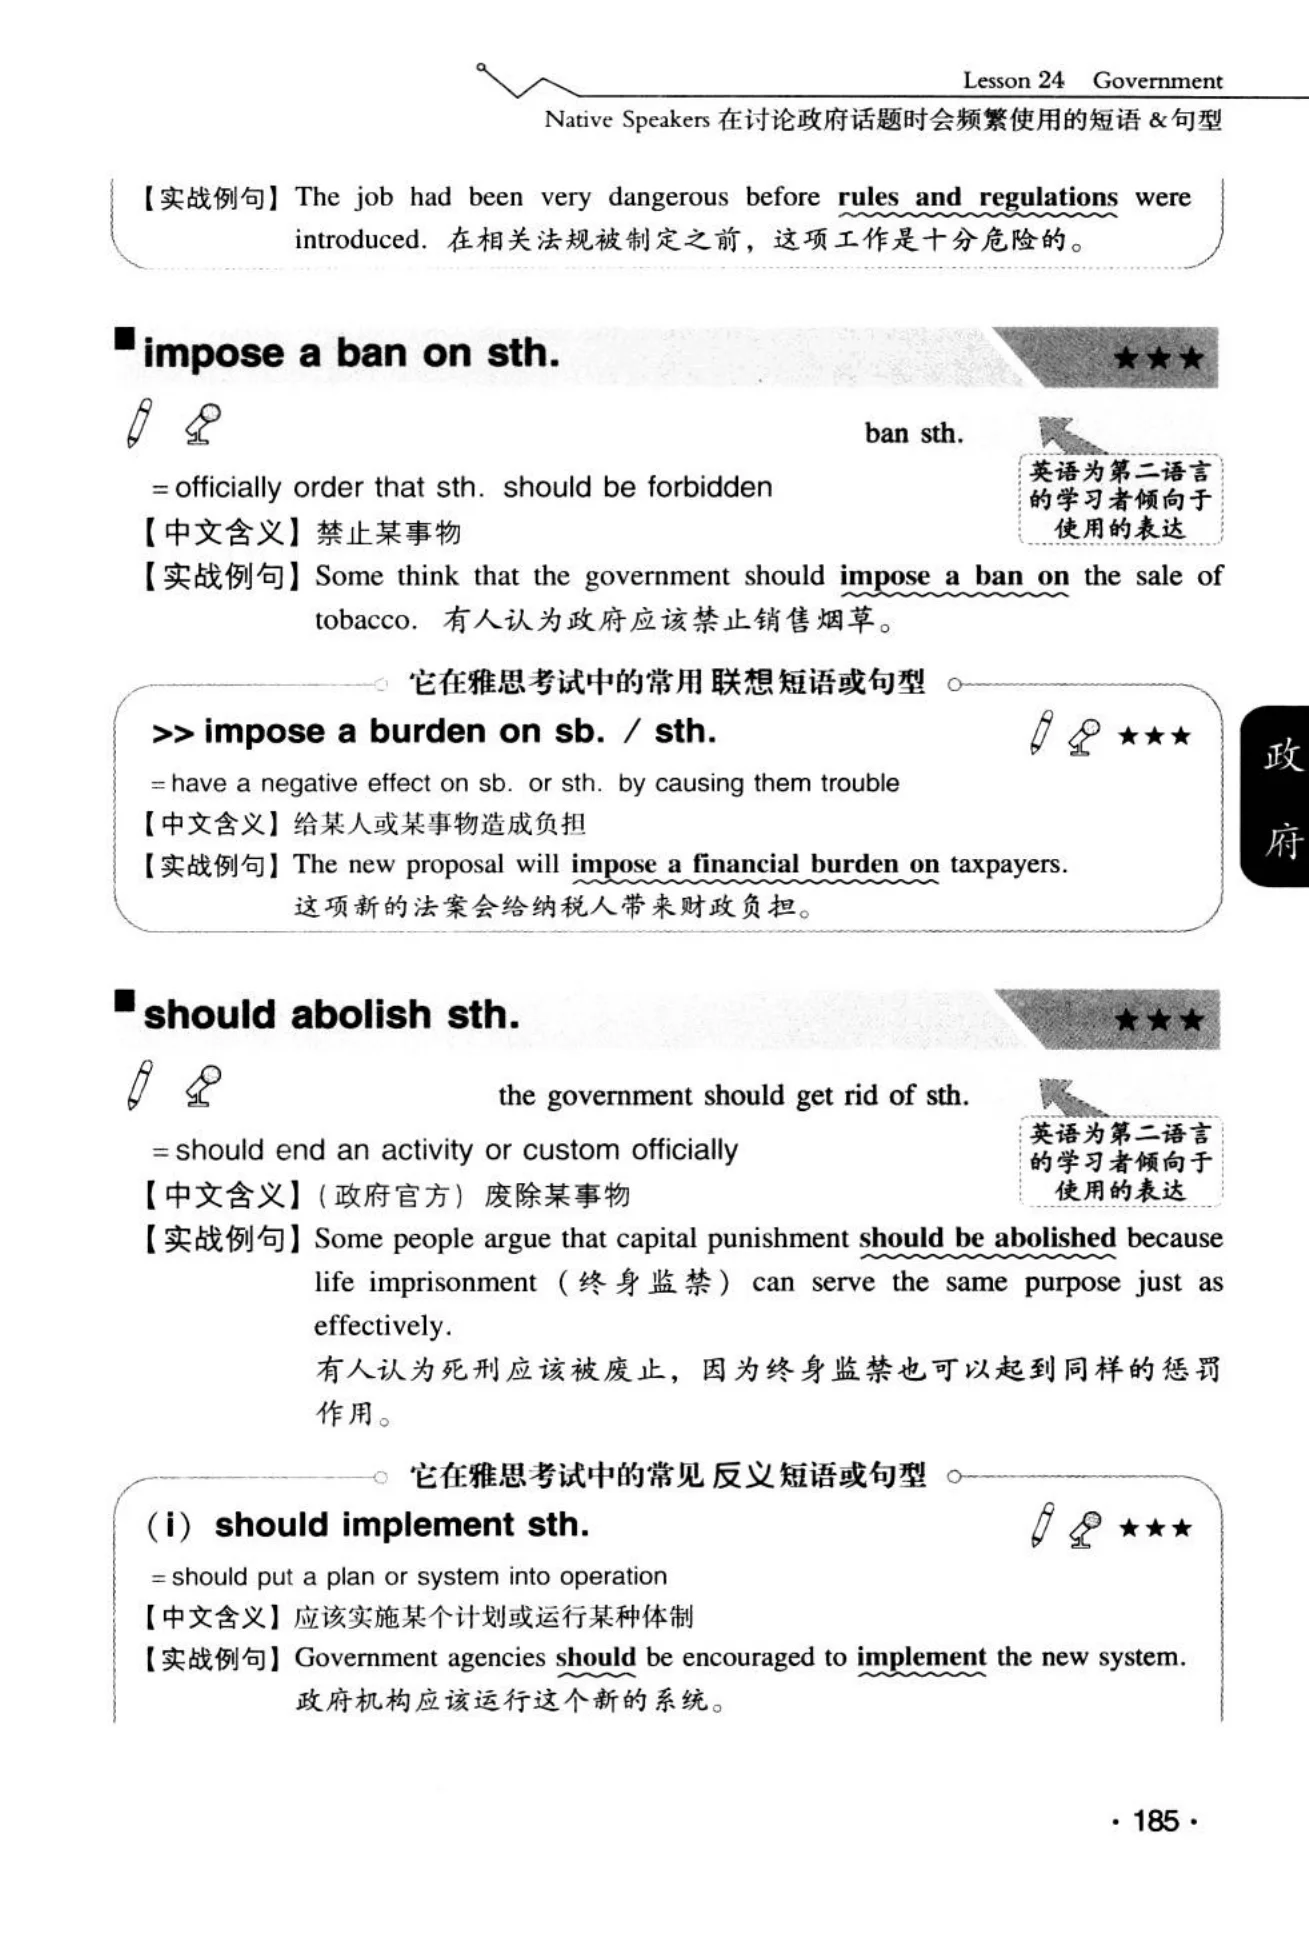 Lesson 24 Government
Native Speakers 在讨论政府话题时会频繁使用的短语 & 句型
【实战例句】The job had been very dangerous before rules and regulations were
introduced. 在相关法规被制定之前，这项工作是十分危险的。
■ impose a ban on sth. ★★★
ban sth.
英语为第二语言
的学习者倾向于
使用的表达
= officially order that sth. should be forbidden
【中文含义】禁止某事物
【实战例句】Some think that the government should impose a ban on the sale of
tobacco. 有人认为政府应该禁止销售烟草。
它在雅思考试中的常用联想短语或句型
>> impose a burden on sb. / sth. ★★★
= have a negative effect on sb. or sth. by causing them trouble
【中文含义】给某人或某事物造成负担
【实战例句】The new proposal will impose a financial burden on taxpayers.
这项新的法案会给纳税人带来财政负担。
政
府
■ should abolish sth. ★★★
the government should get rid of sth.
英语为第二语言
的学习者倾向于
使用的表达
= should end an activity or custom officially
【中文含义】（政府官方）废除某事物
【实战例句】Some people argue that capital punishment should be abolished because
life imprisonment （终身监禁） can serve the same purpose just as
effectively.
有人认为死刑应该被废止，因为终身监禁也可以起到同样的惩罚
作用。
它在雅思考试中的常见反义短语或句型
（i） should implement sth. ★★★
= should put a plan or system into operation
【中文含义】应该实施某个计划或运行某种体制
【实战例句】Government agencies should be encouraged to implement the new system.
政府机构应该运行这个新的系统。
· 185 ·